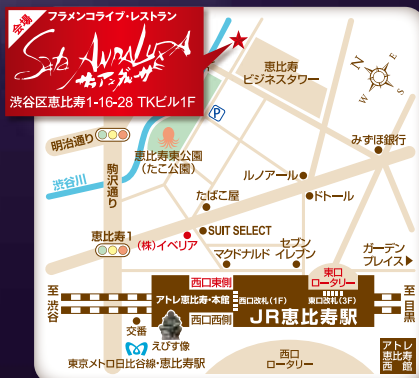 会場
フラメンコライブ・レストラン
Sala ANDALUZA
サラ・アンダルーサ
渋谷区恵比寿1-16-28 TKビル1F
恵比寿
ビジネスタワー
N
E
W
S
P
明治通り
駒沢通り
恵比寿東公園
(たこ公園)
渋谷川
みずほ銀行
ルノアール
ドトール
たばこ屋
恵比寿1
SUIT SELECT
(株)イベリア
マクドナルド
セブン
イレブン
ガーデン
プレイス
西口東側
東口
ロータリー
至
渋谷
アトレ恵比寿・本館
西口改札(1F)
東口改札(3F)
JR恵比寿駅
至
目黒
西口西側
交番
えびす像
東京メトロ日比谷線・恵比寿駅
西口
ロータリー
アトレ
恵比寿
西館